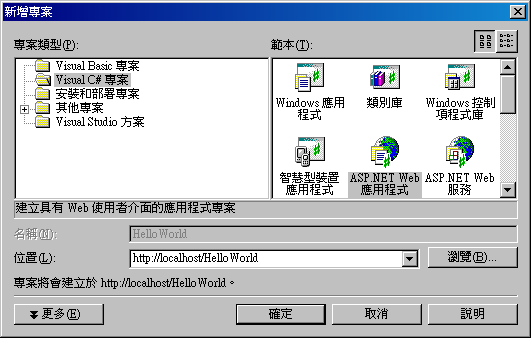 新增專案
專案類型(P):
範本(T):
Visual Basic 專案
Visual C# 專案
安裝和部署專案
其他專案
Visual Studio 方案
Windows 應用
程式
類別庫
Windows 控制
項程式庫
智慧型裝置
應用程式
ASP.NET Web
應用程式
ASP.NET Web
服務
建立具有 Web 使用者介面的應用程式專案
名稱(N):
HelloWorld
位置(L):
http://localhost/HelloWorld
瀏覽(B)...
專案將會建立於 http://localhost/HelloWorld。
更多(E)
確定
取消
說明